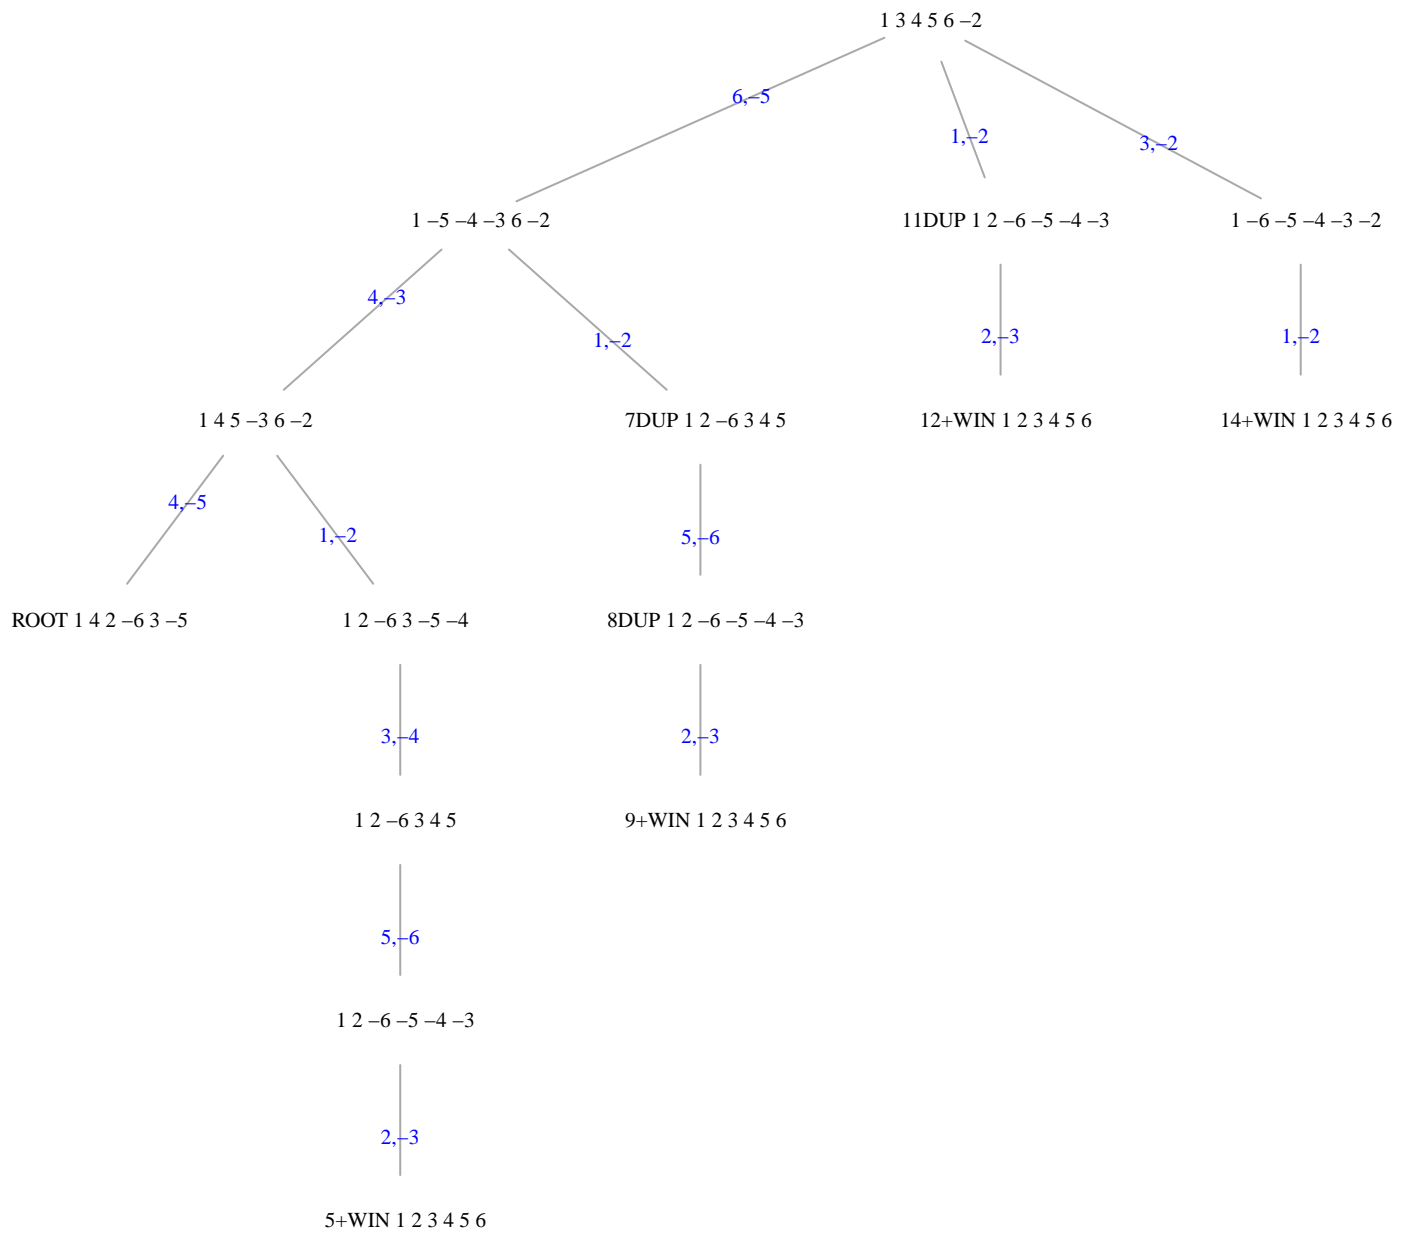 1 3 4 5 6 –2
6,–5
1,–2
3,–2
1 –5 –4 –3 6 –2
11DUP 1 2 –6 –5 –4 –3
1 –6 –5 –4 –3 –2
4,–3
1,–2
2,–3
1,–2
1 4 5 –3 6 –2
7DUP 1 2 –6 3 4 5
12+WIN 1 2 3 4 5 6
14+WIN 1 2 3 4 5 6
4,–5
1,–2
5,–6
ROOT 1 4 2 –6 3 –5
1 2 –6 3 –5 –4
8DUP 1 2 –6 –5 –4 –3
3,–4
2,–3
1 2 –6 3 4 5
9+WIN 1 2 3 4 5 6
5,–6
1 2 –6 –5 –4 –3
2,–3
5+WIN 1 2 3 4 5 6